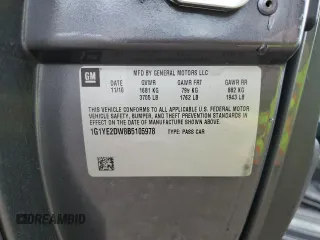 GM
MFD BY GENERAL MOTORS LLC
DATE GVWR GAWR FRT GAWR RR
11/10 1681 KG 799 KG 882 KG
3705 LB 1762 LB 1943 LB
THIS VEHICLE CONFORMS TO ALL APPLICABLE U.S. FEDERAL MOTOR
VEHICLE SAFETY, BUMPER, AND THEFT PREVENTION STANDARDS
IN EFFECT ON THE DATE OF MANUFACTURE SHOWN ABOVE.
1G1YE2DW8B5105978 TYPE: PASS CAR
AUTOBIDMASTER